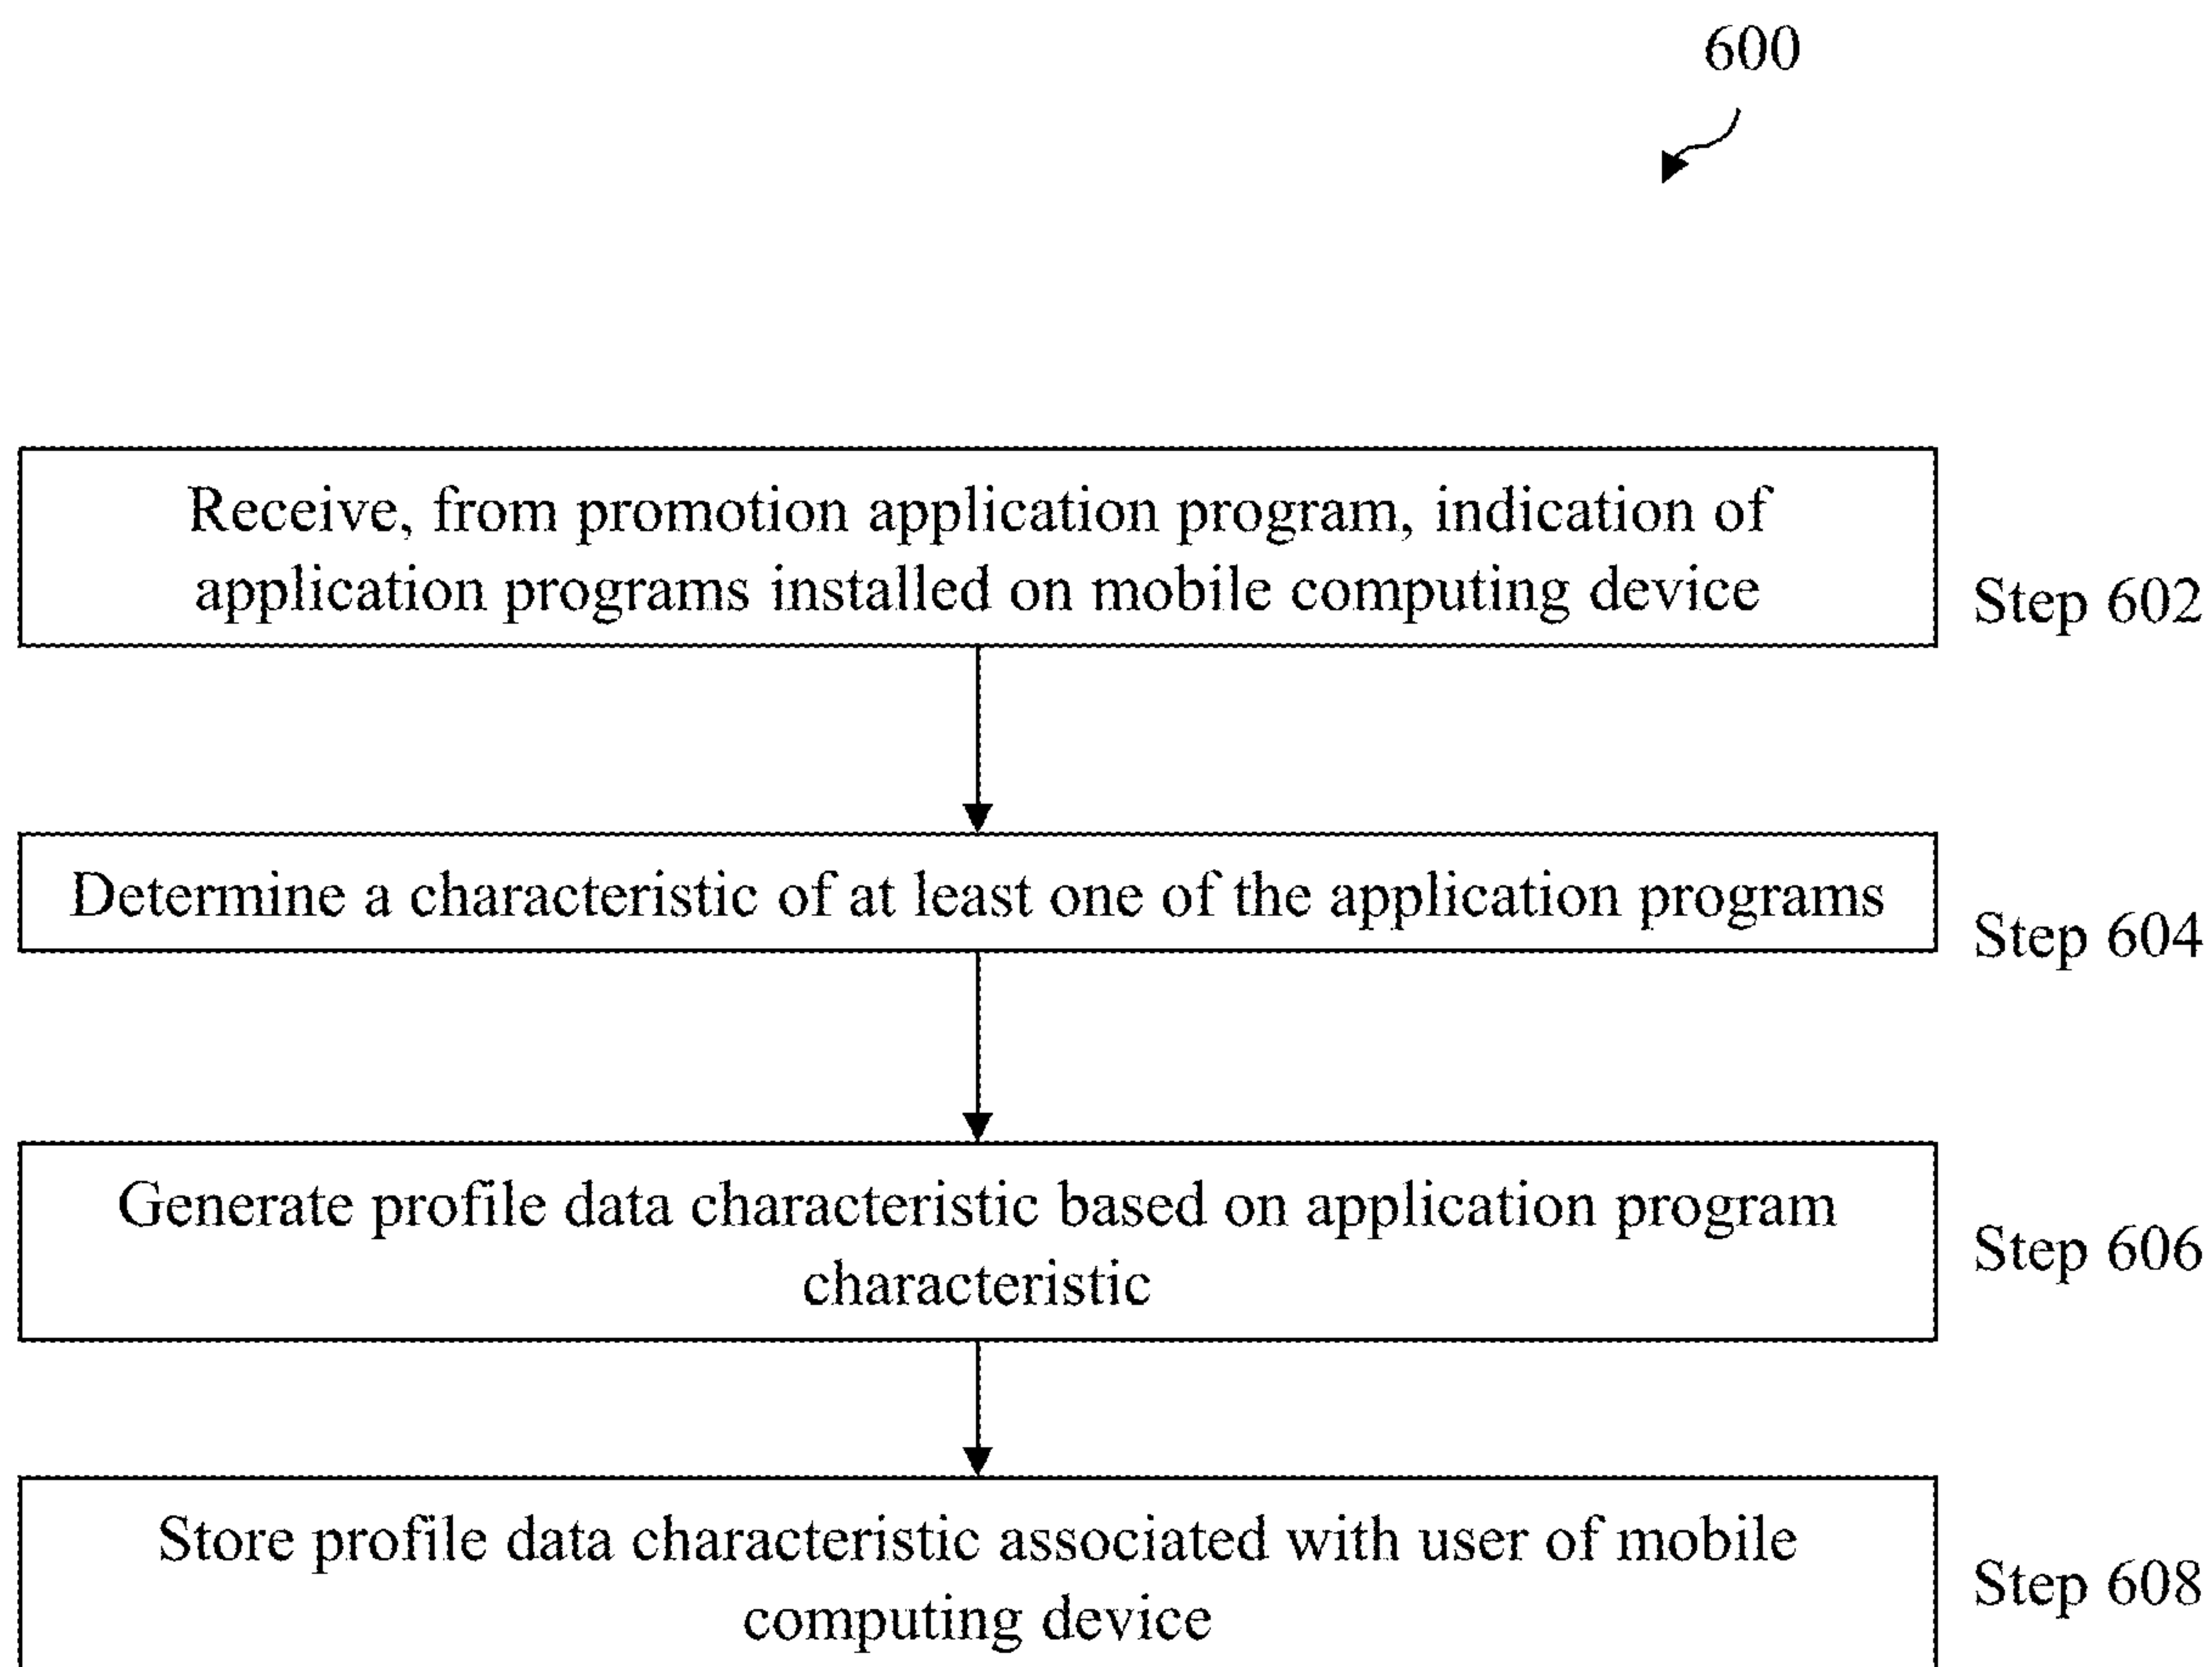 600
Receive, from promotion application program, indication of
application programs installed on mobile computing device
Step 602
Determine a characteristic of at least one of the application programs
Step 604
Generate profile data characteristic based on application program
characteristic
Step 606
Store profile data characteristic associated with user of mobile
computing device
Step 608